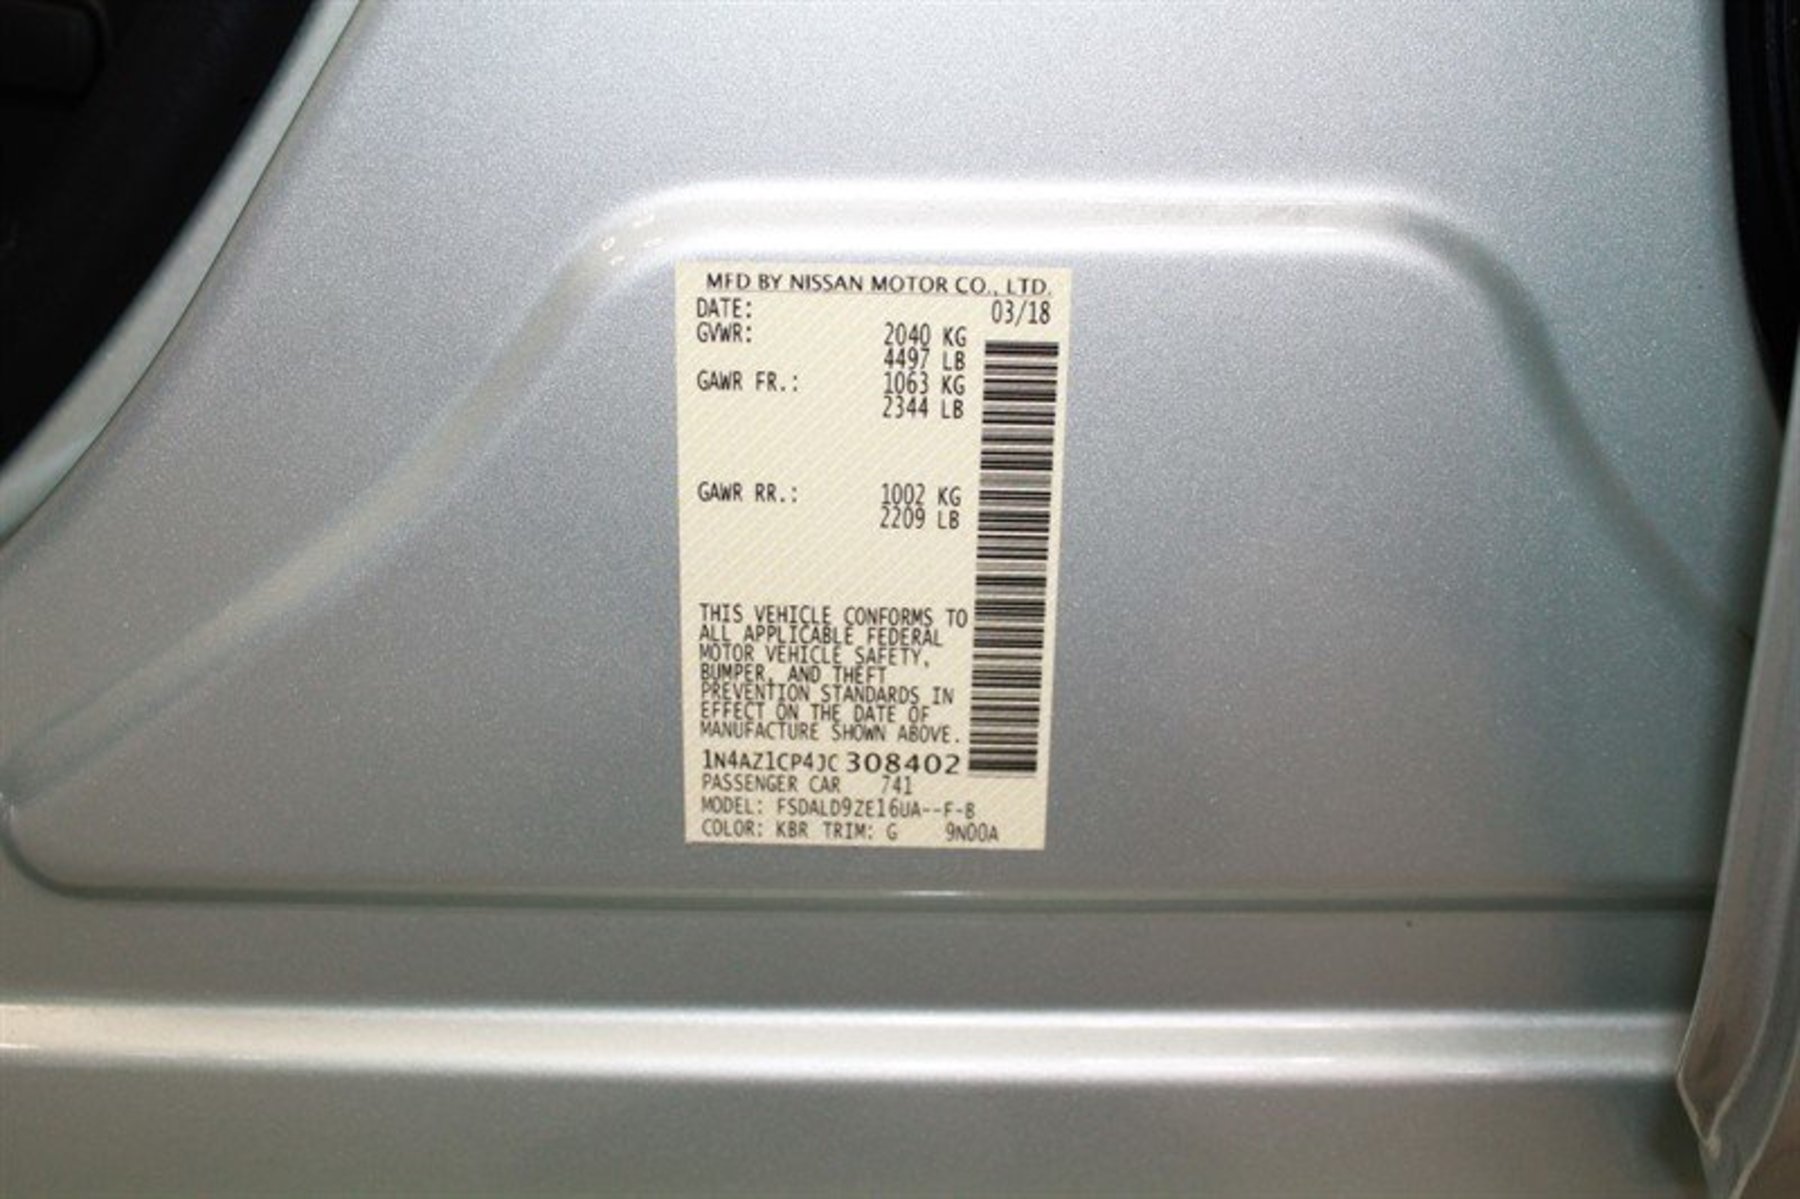 MFD BY NISSAN MOTOR CO., LTD.
DATE: 03/18
GVWR: 2040 KG
4497 LB
GAWR FR.: 1063 KG
2344 LB
GAWR RR.: 1002 KG
2209 LB
THIS VEHICLE CONFORMS TO
ALL APPLICABLE FEDERAL
MOTOR VEHICLE SAFETY,
BUMPER, AND THEFT
PREVENTION STANDARDS IN
EFFECT ON THE DATE OF
MANUFACTURE SHOWN ABOVE.
1N4AZ1CP4JC308402
PASSENGER CAR 741
MODEL: FSDALD9ZE16UA--F-B
COLOR: KBR TRIM: G 9N00A